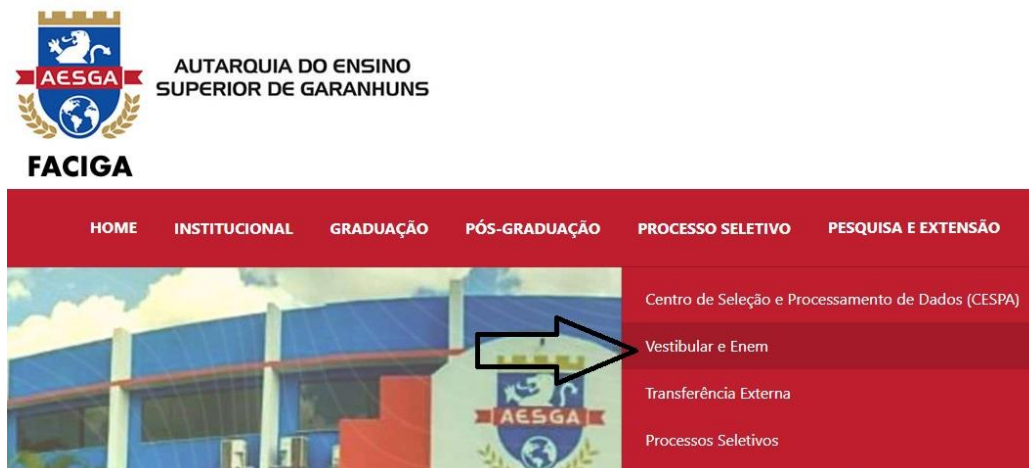 AESGA
AUTARQUIA DO ENSINO
SUPERIOR DE GARANHUNS
FACIGA
HOME INSTITUCIONAL GRADUAÇÃO PÓS-GRADUAÇÃO PROCESSO SELETIVO PESQUISA E EXTENSÃO
Centro de Seleção e Processamento de Dados (CESPA)
Vestibular e Enem
Transferência Externa
Processos Seletivos
AESGA